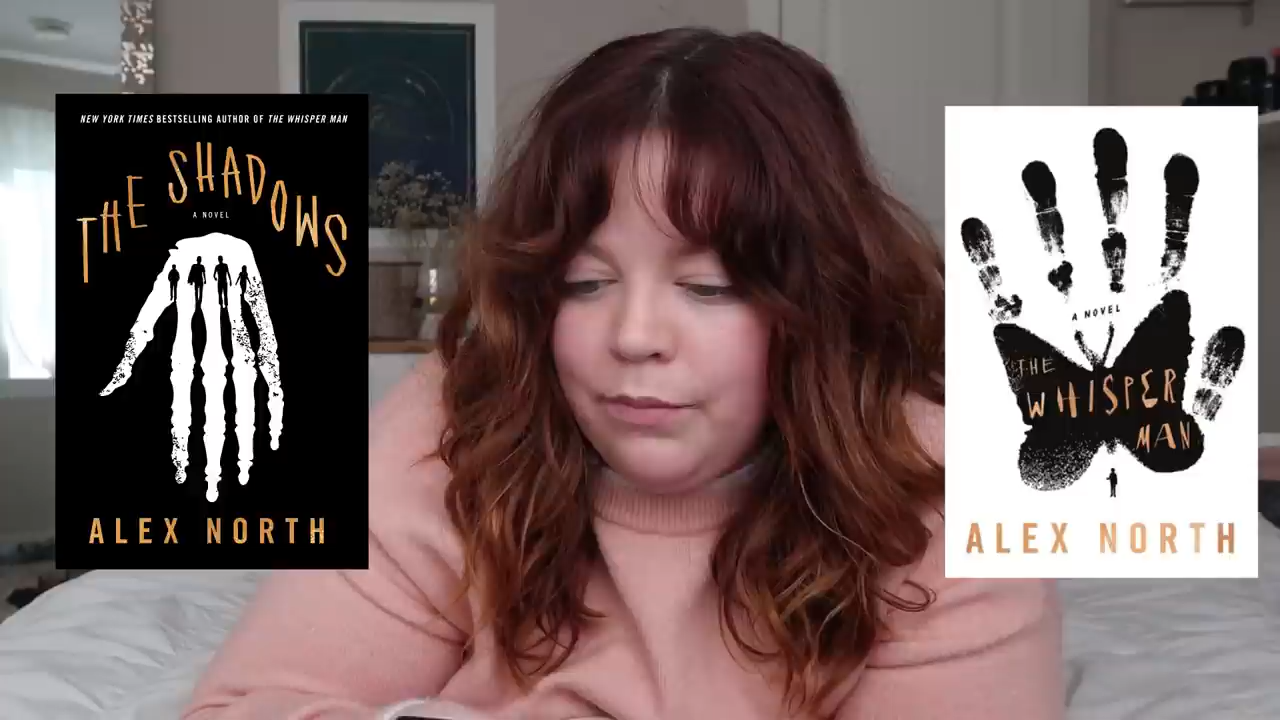 NEW YORK TIMES BESTSELLING AUTHOR OF THE WHISPER MAN
THE SHADOWS
A NOVEL
ALEX NORTH
A NOVEL
THE
WHISPER
MAN
ALEX NORTH